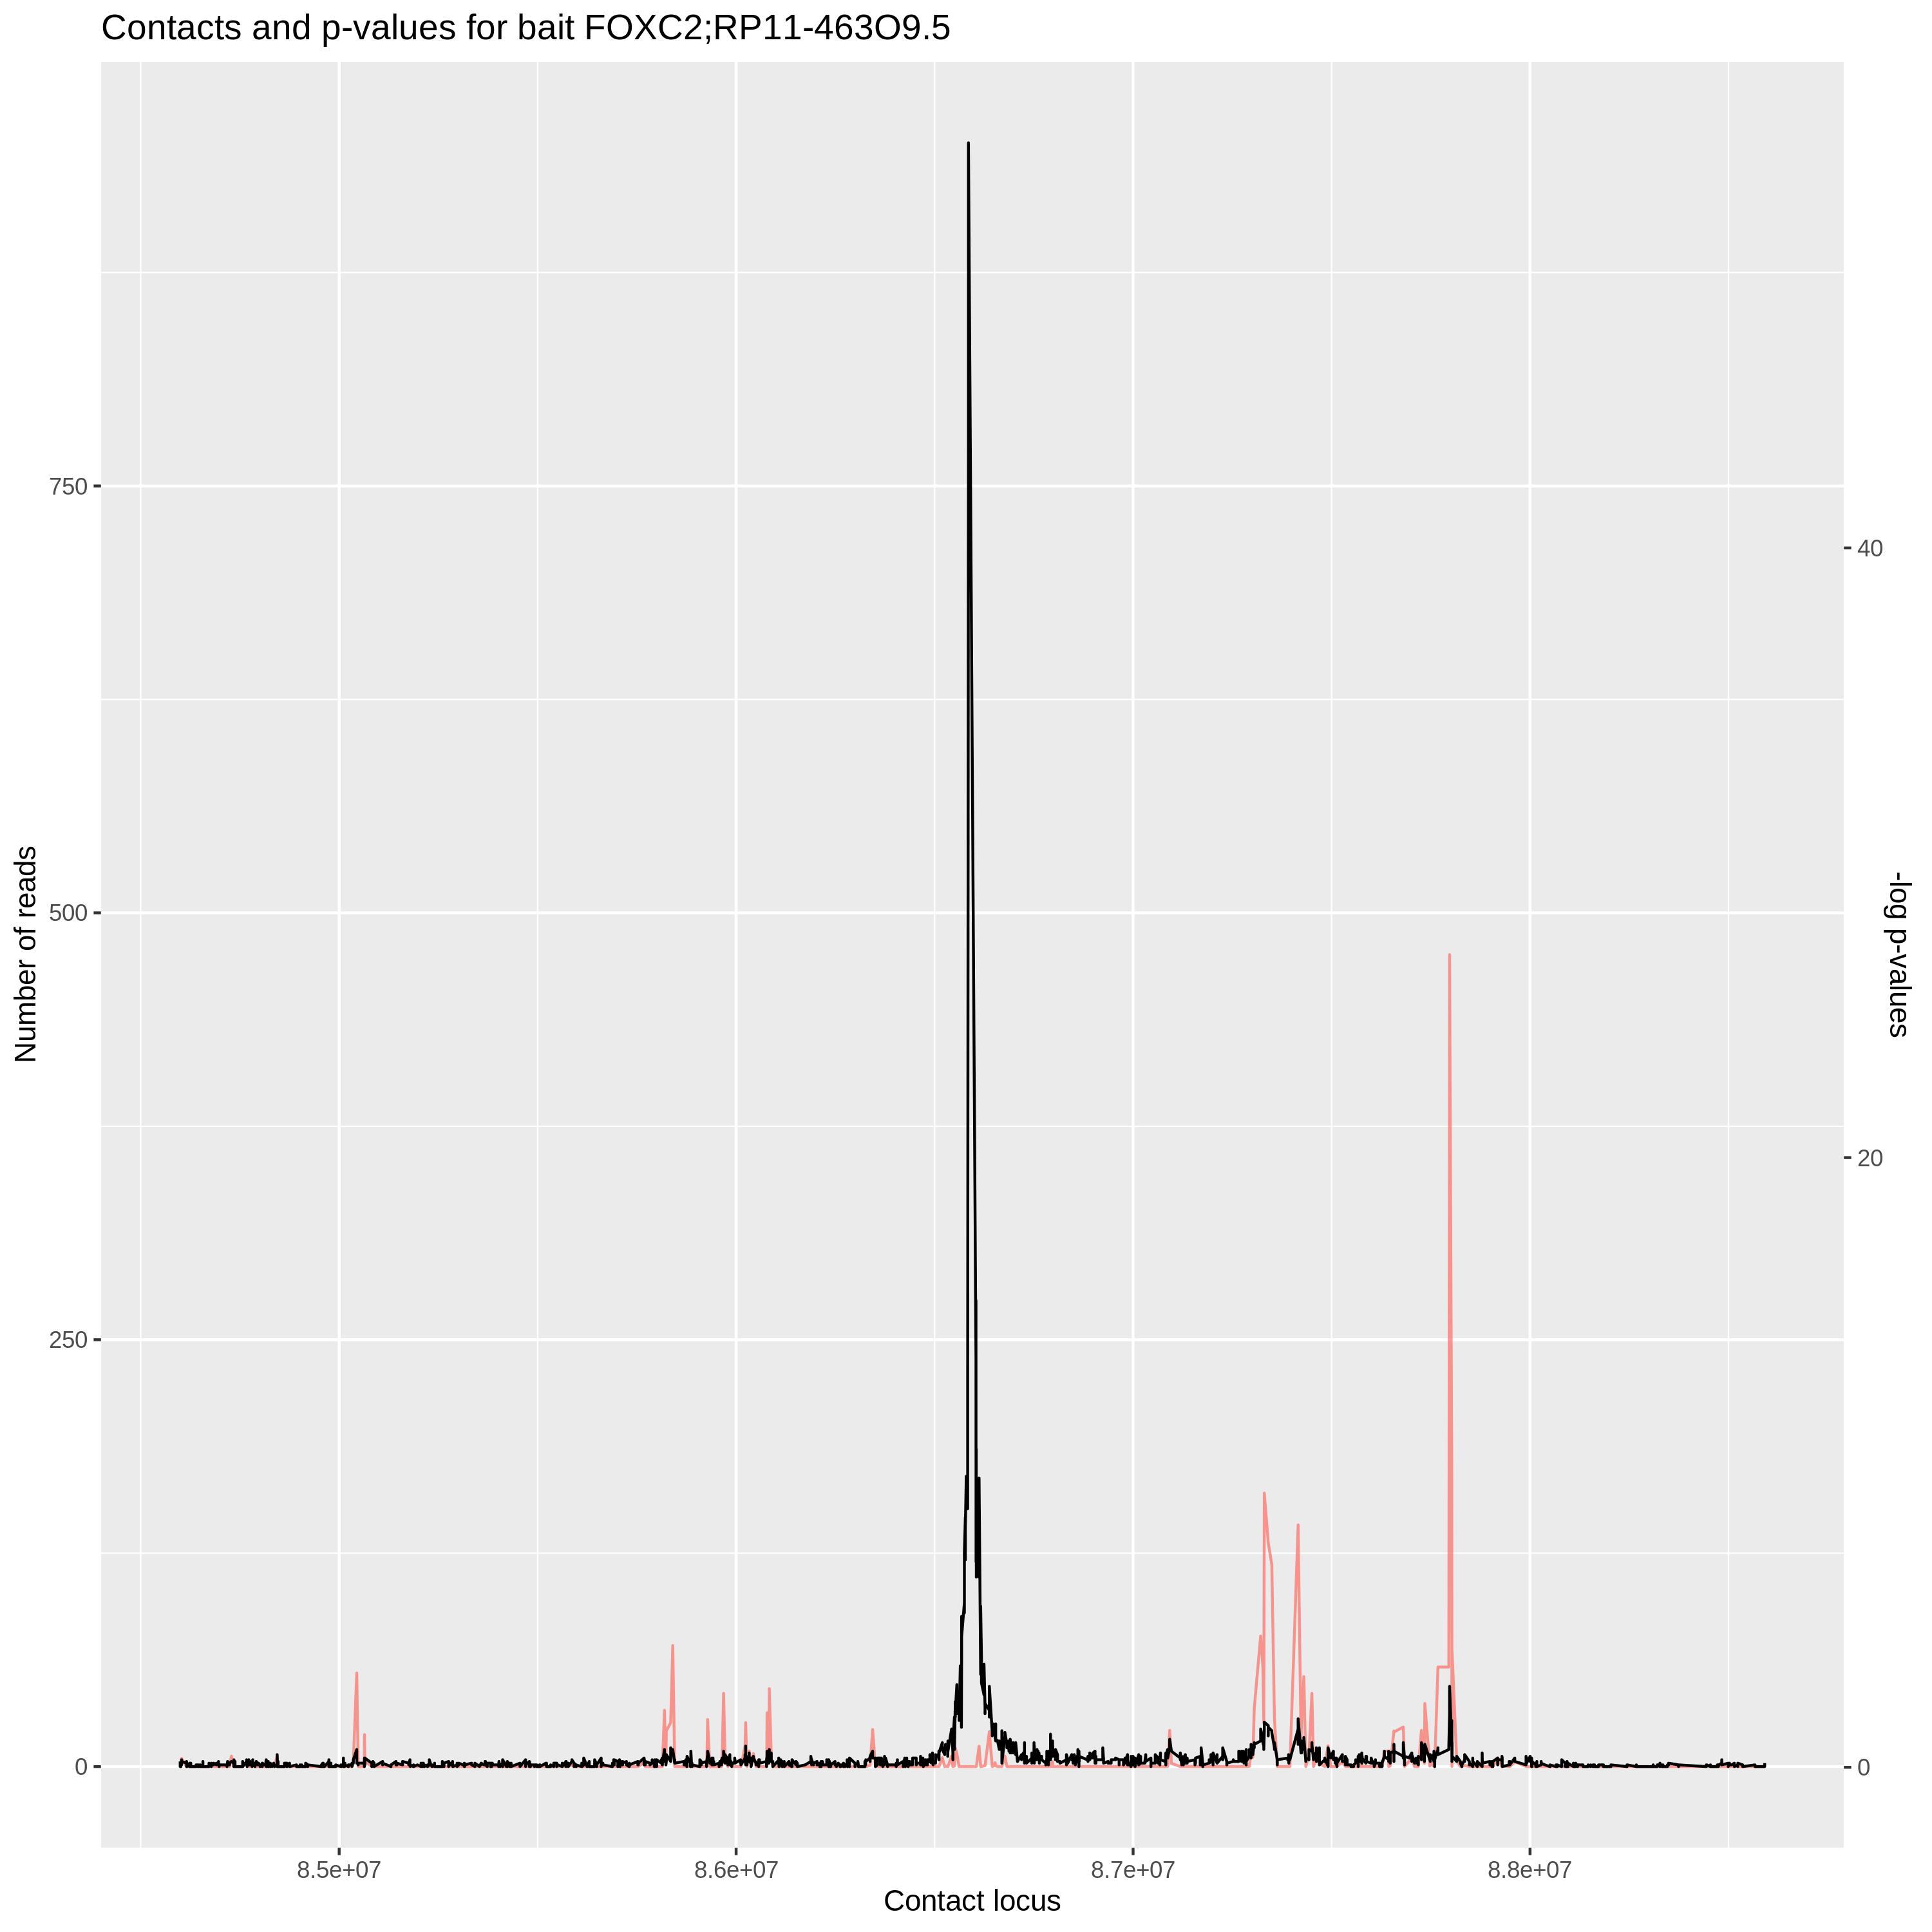 Contacts and p-values for bait FOXC2;RP11-463O9.5
Number of reads
750
500
250
0
40
20
0
-log p-values
8.5e+07
8.6e+07
8.7e+07
8.8e+07
Contact locus